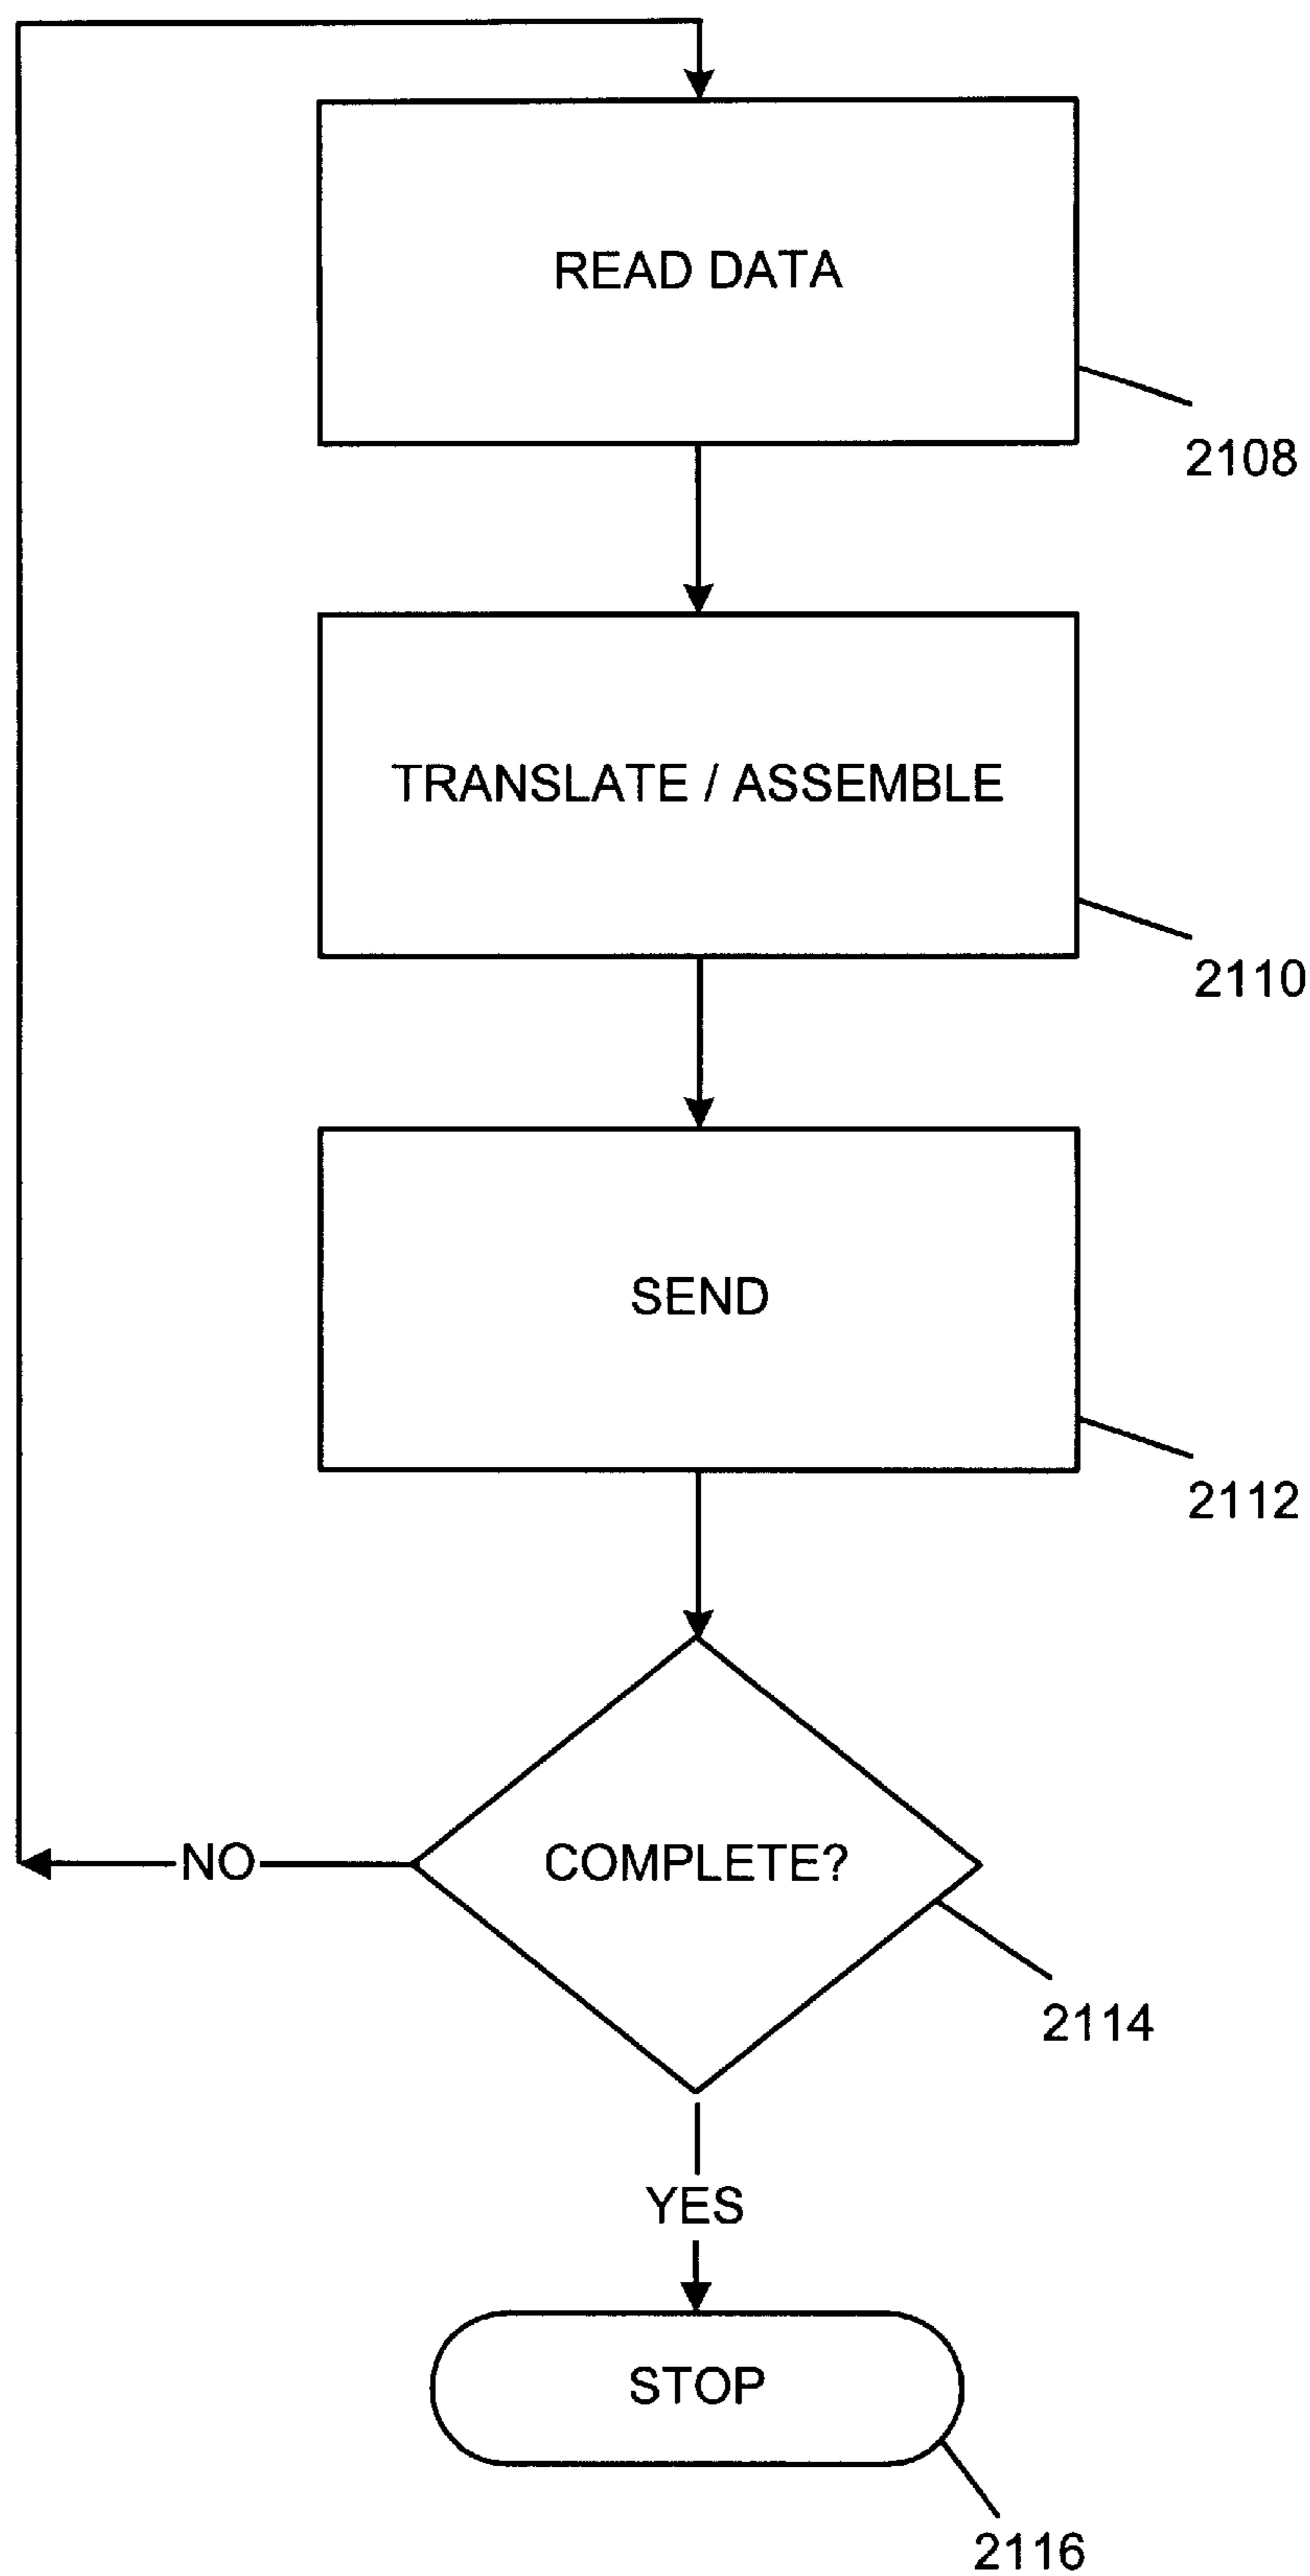 READ DATA
2108
TRANSLATE / ASSEMBLE
2110
SEND
2112
COMPLETE?
NO
2114
YES
STOP
2116